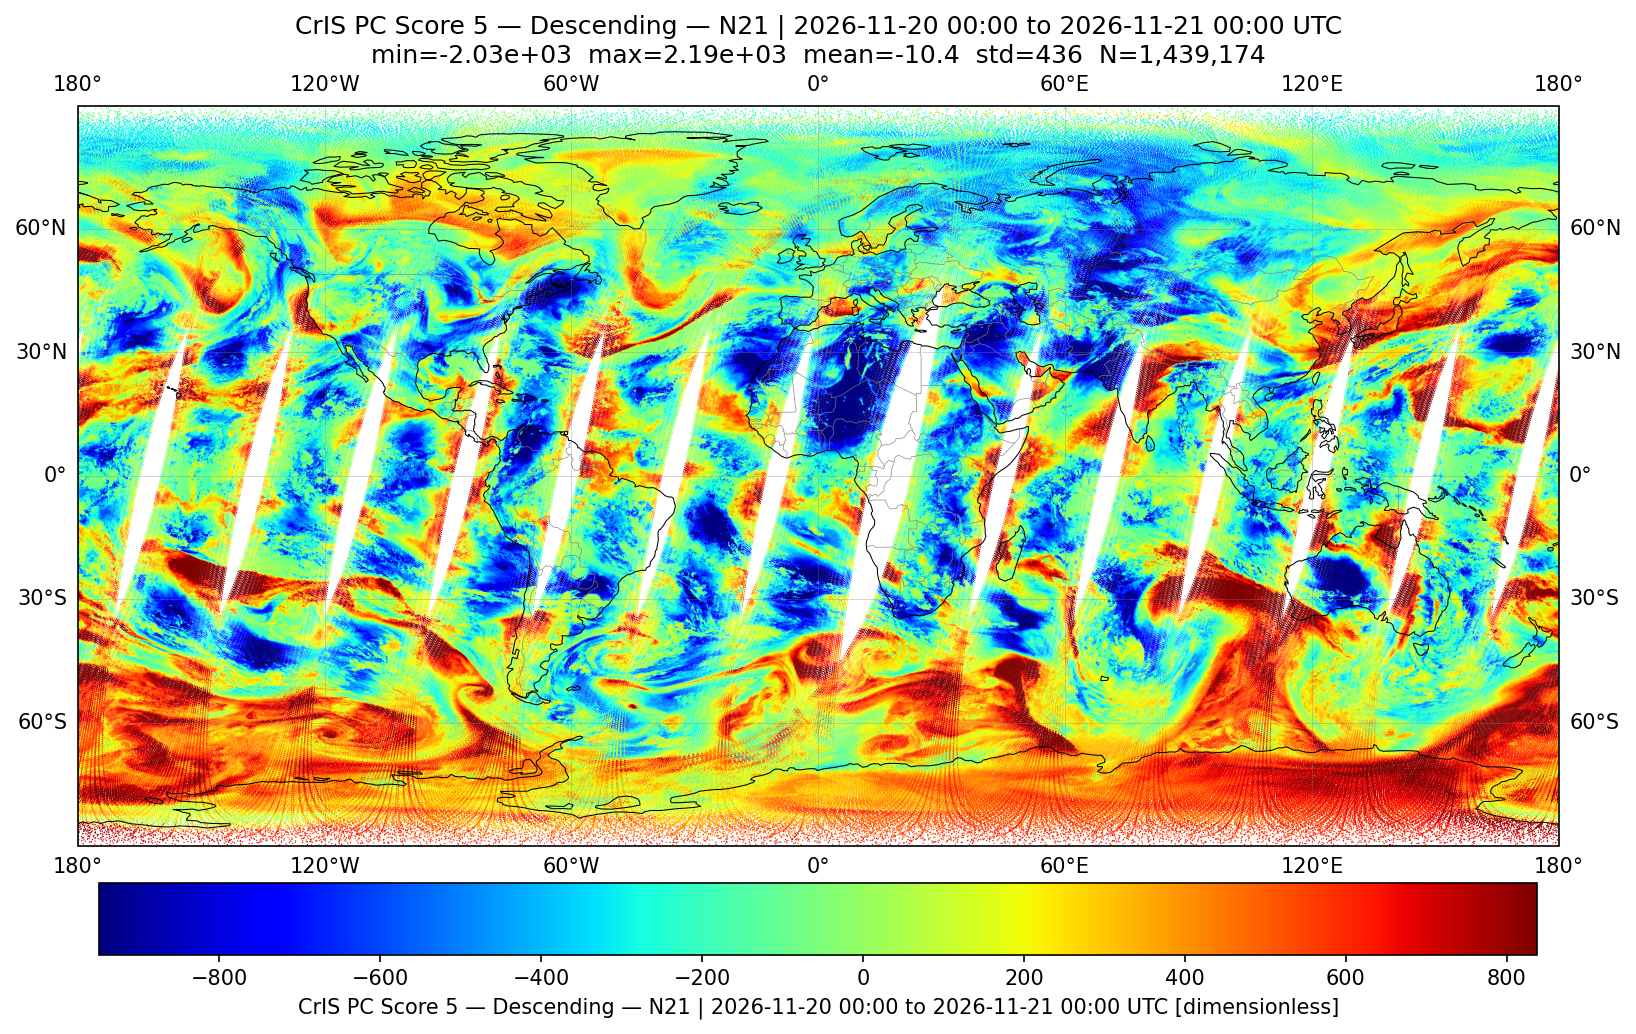 CrIS PC Score 5 — Descending — N21 | 2026-11-20 00:00 to 2026-11-21 00:00 UTC
min=-2.03e+03 max=2.19e+03 mean=-10.4 std=436 N=1,439,174
180° 120°W 60°W 0° 60°E 120°E 180°
60°N 60°N
30°N 30°N
0° 0°
30°S 30°S
60°S 60°S
180° 120°W 60°W 0° 60°E 120°E 180°
−800 −600 −400 −200 0 200 400 600 800
CrIS PC Score 5 — Descending — N21 | 2026-11-20 00:00 to 2026-11-21 00:00 UTC [dimensionless]